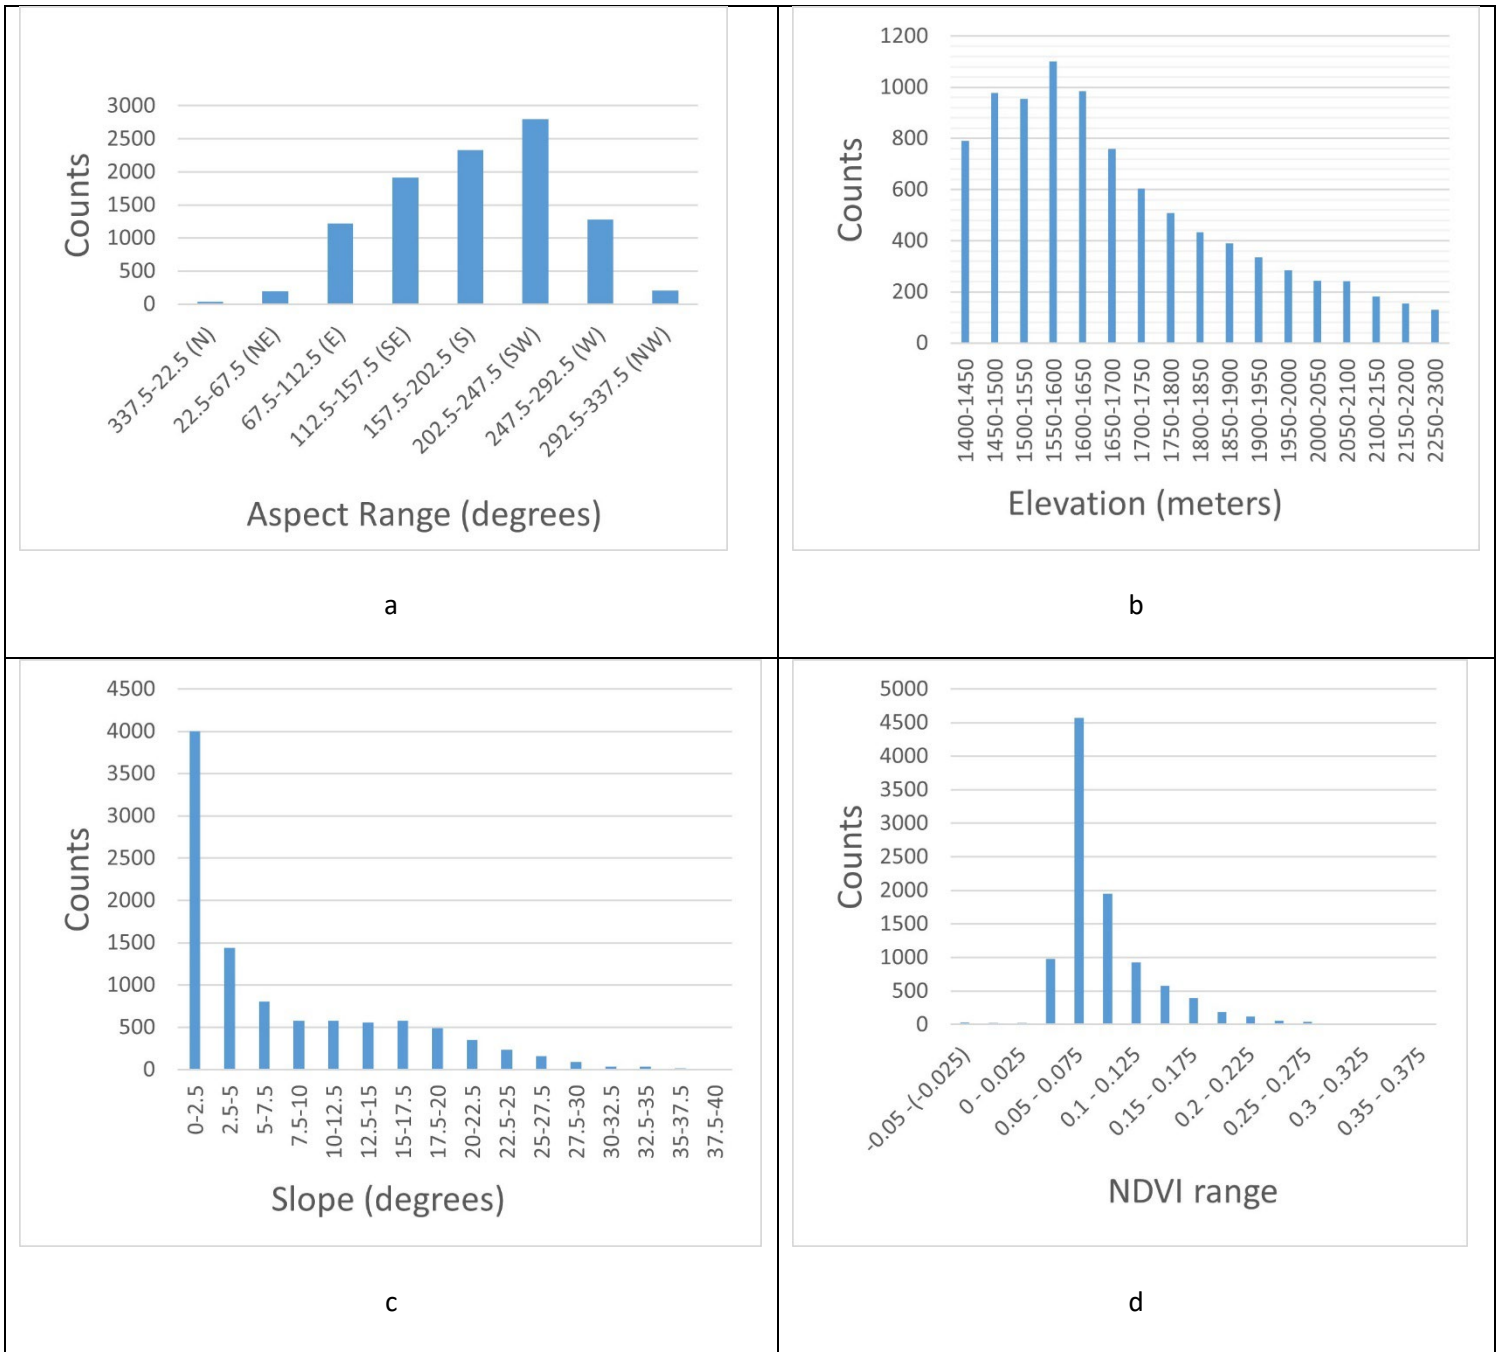 3000
2500
2000
1500
1000
500
0
Counts
337.5-22.5 (N)
22.5-67.5 (NE)
67.5-112.5 (E)
112.5-157.5 (SE)
157.5-202.5 (S)
202.5-247.5 (SW)
247.5-292.5 (W)
292.5-337.5 (NW)
Aspect Range (degrees)
a
1200
1000
800
600
400
200
0
Counts
1400-1450
1450-1500
1500-1550
1550-1600
1600-1650
1650-1700
1700-1750
1750-1800
1800-1850
1850-1900
1900-1950
1950-2000
2000-2050
2050-2100
2100-2150
2150-2200
2250-2300
Elevation (meters)
b
4500
4000
3500
3000
2500
2000
1500
1000
500
0
Counts
0-2.5
2.5-5
5-7.5
7.5-10
10-12.5
12.5-15
15-17.5
17.5-20
20-22.5
22.5-25
25-27.5
27.5-30
30-32.5
32.5-35
35-37.5
37.5-40
Slope (degrees)
c
5000
4500
4000
3500
3000
2500
2000
1500
1000
500
0
Counts
-0.05 -(-0.025)
0 - 0.025
0.05 - 0.075
0.1 - 0.125
0.15 - 0.175
0.2 - 0.225
0.25 - 0.275
0.3 - 0.325
0.35 - 0.375
NDVI range
d